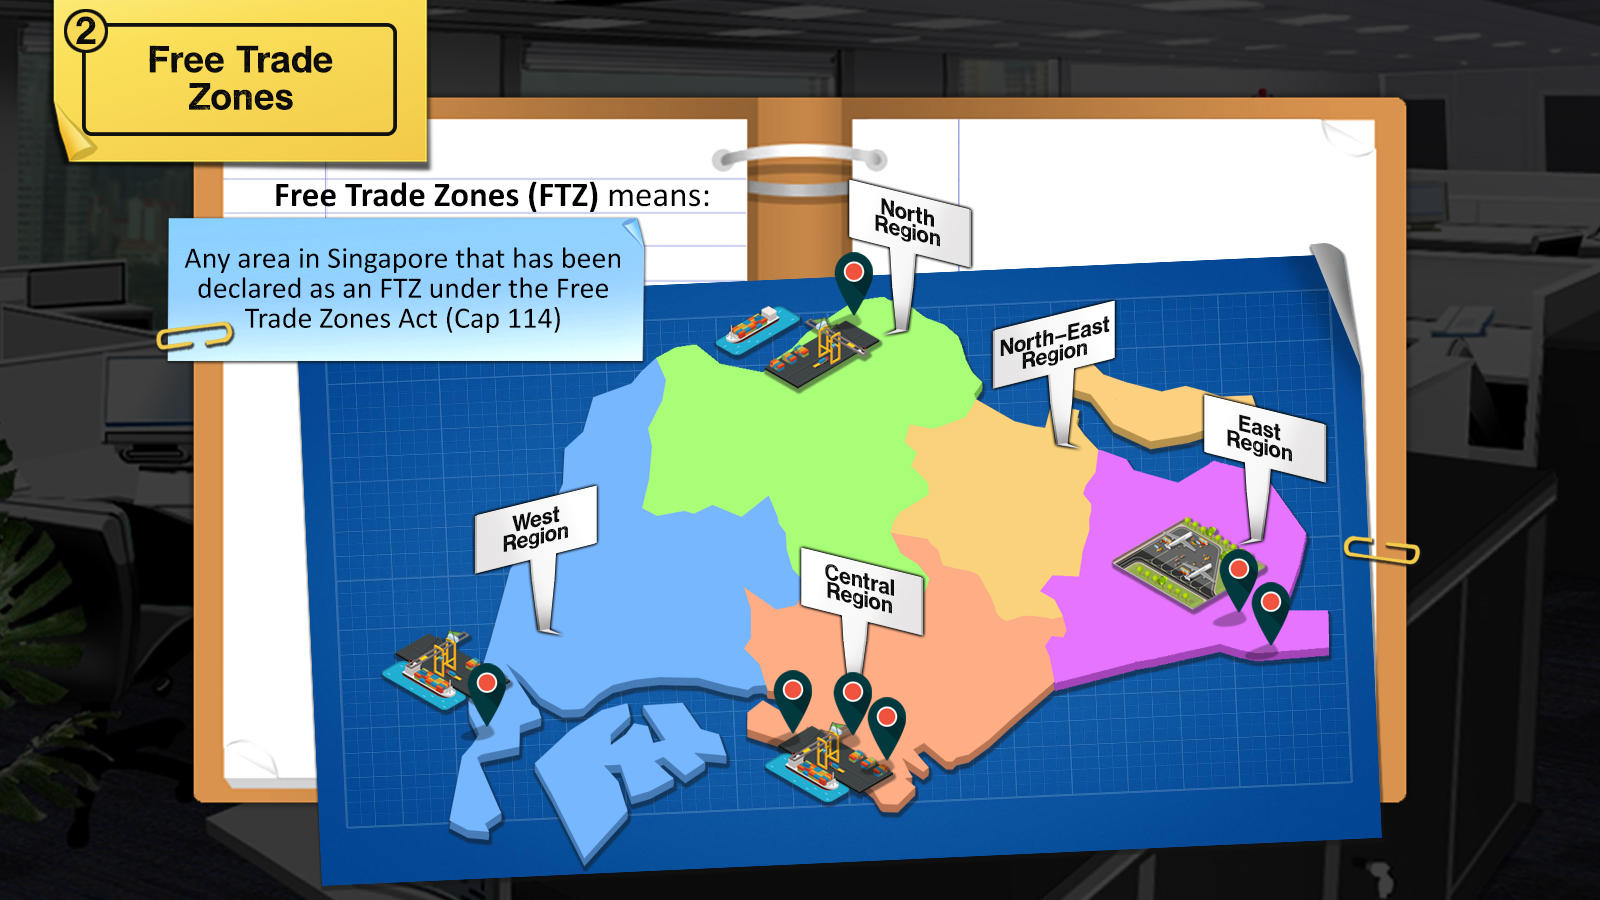 2
Free Trade
Zones
Free Trade Zones (FTZ) means:
Any area in Singapore that has been
declared as an FTZ under the Free
Trade Zones Act (Cap 114)
North
Region
North-East
Region
East
Region
West
Region
Central
Region